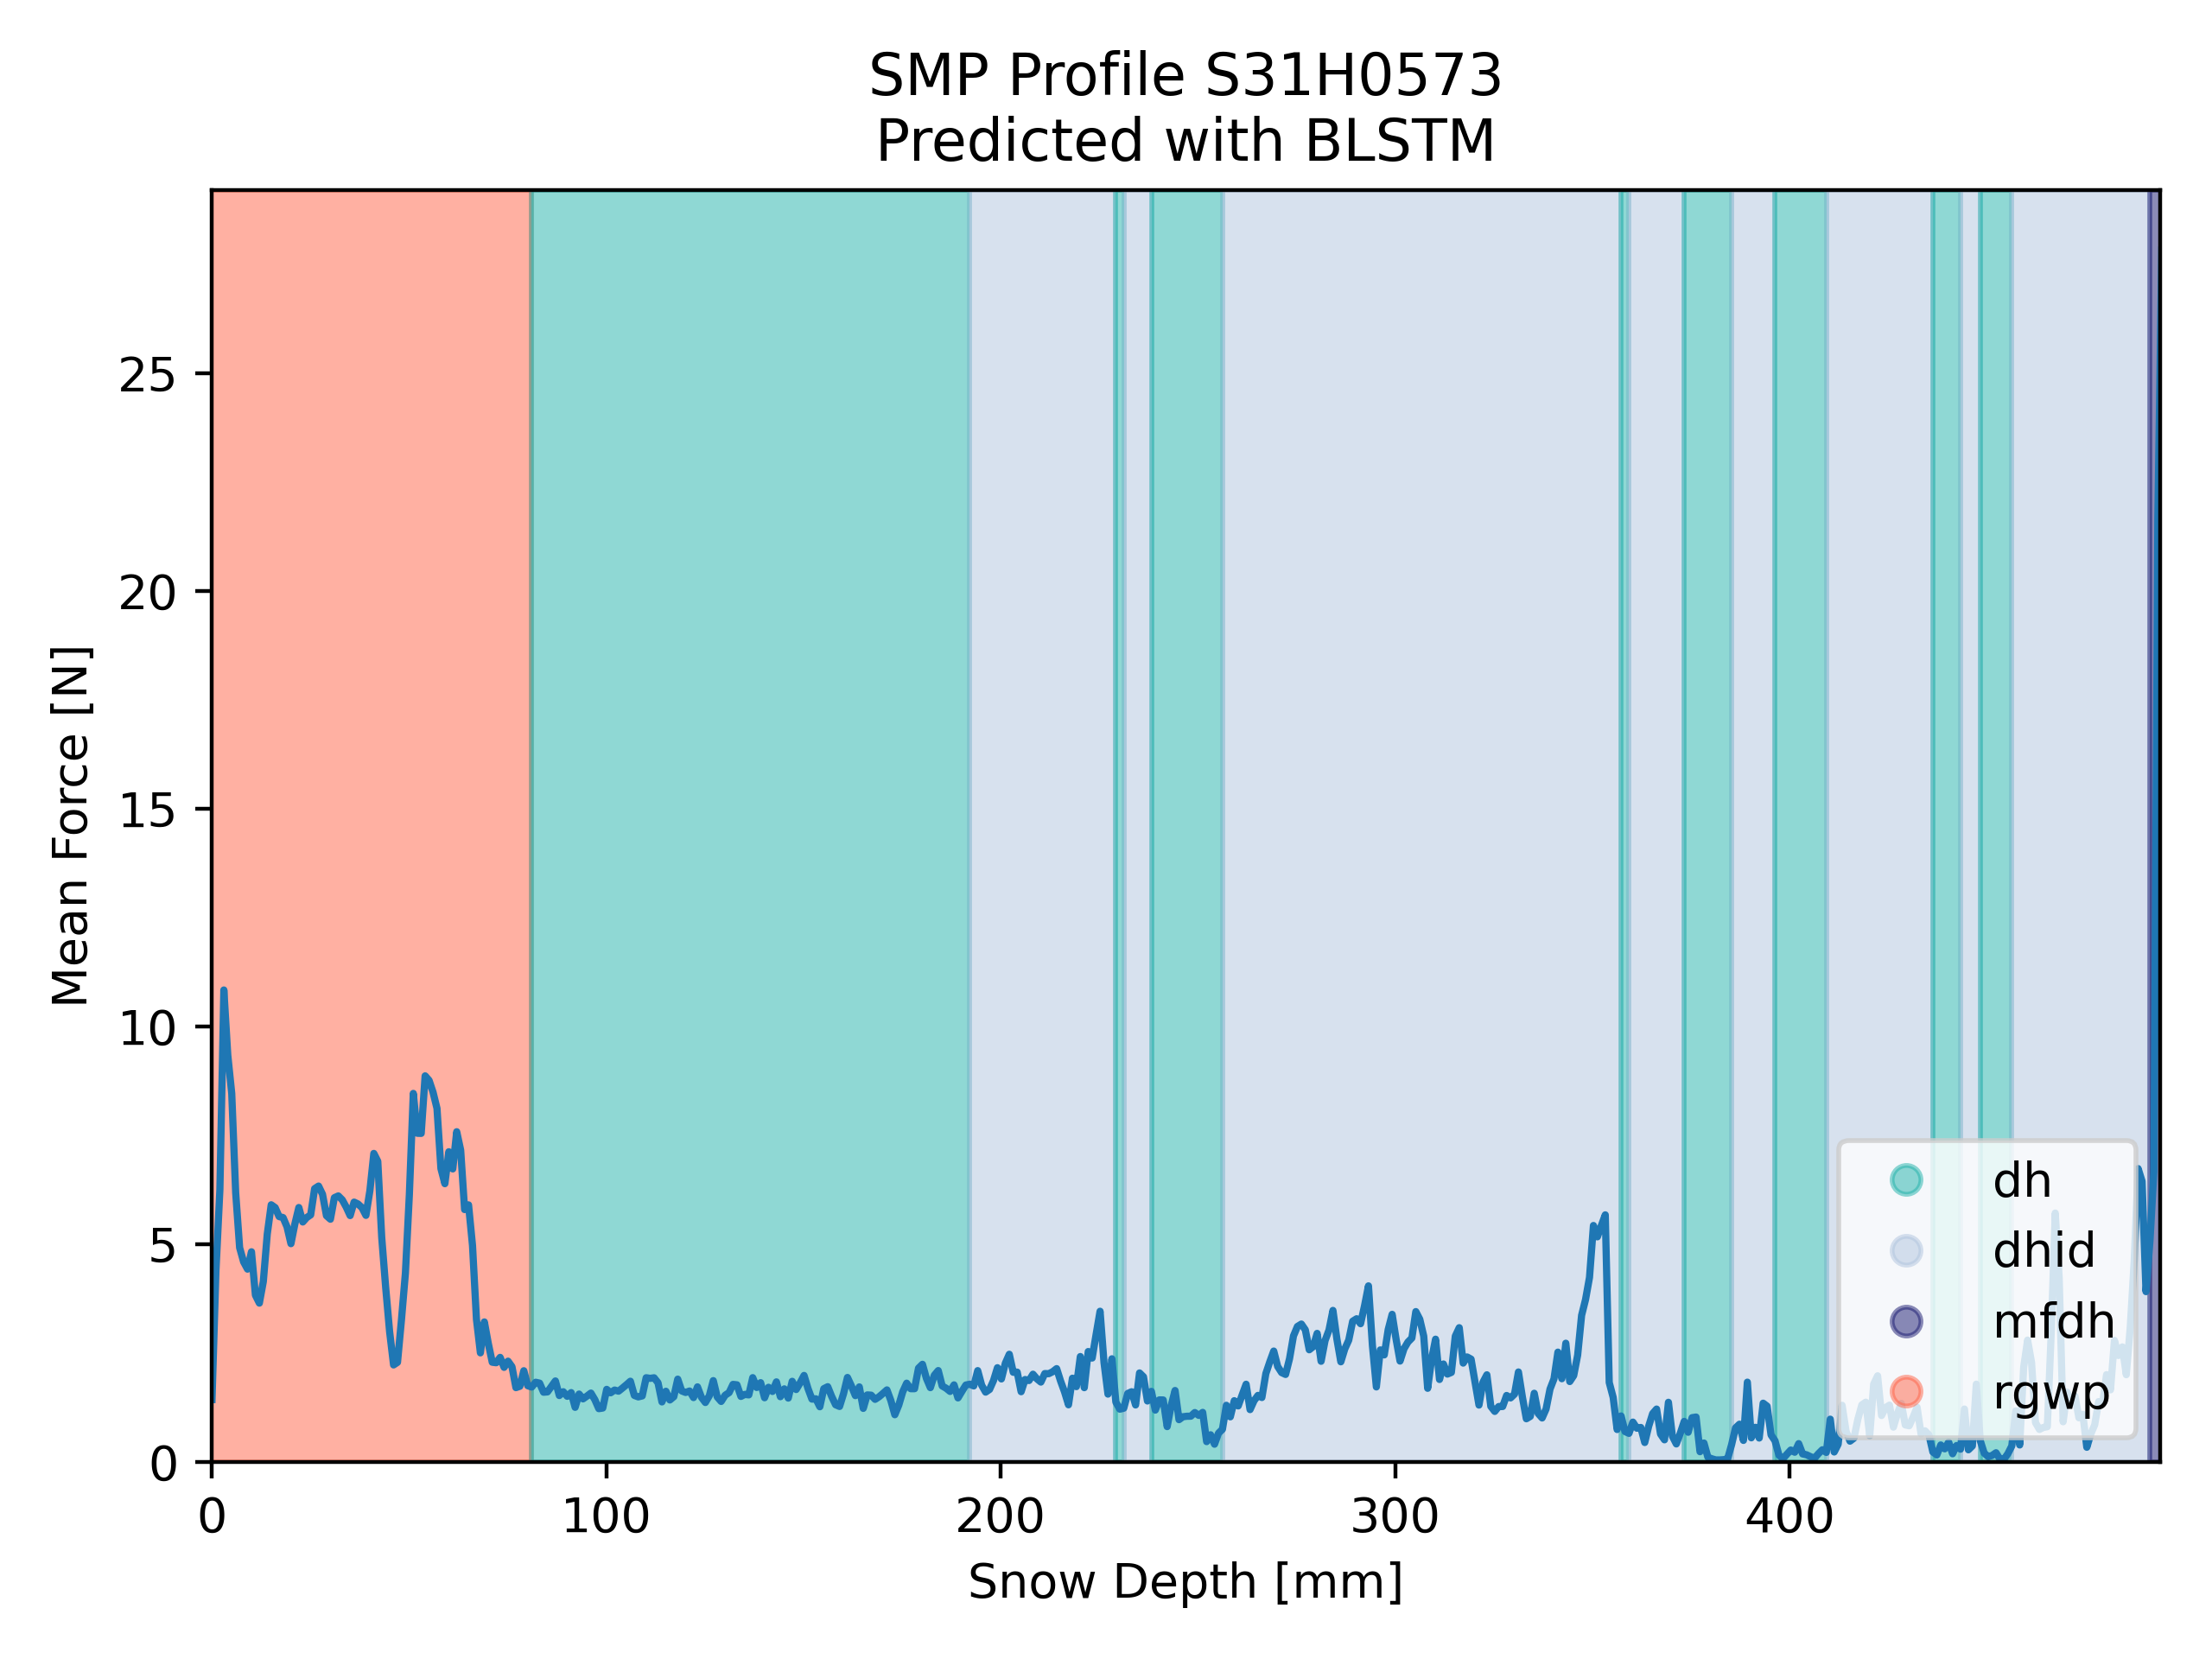 SMP Profile S31H0573
Predicted with BLSTM
Mean Force [N]
25
20
15
10
5
0
dh
dhid
mfdh
rgwp
0 100 200 300 400
Snow Depth [mm]